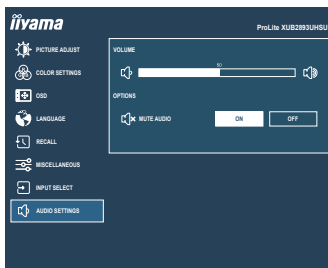 iiyama
ProLite XUB2893UHSU
PICTURE ADJUST
COLOR SETTINGS
OSD
LANGUAGE
RECALL
MISCELLANEOUS
INPUT SELECT
AUDIO SETTINGS
VOLUME
50
OPTIONS
MUTE AUDIO
ON
OFF